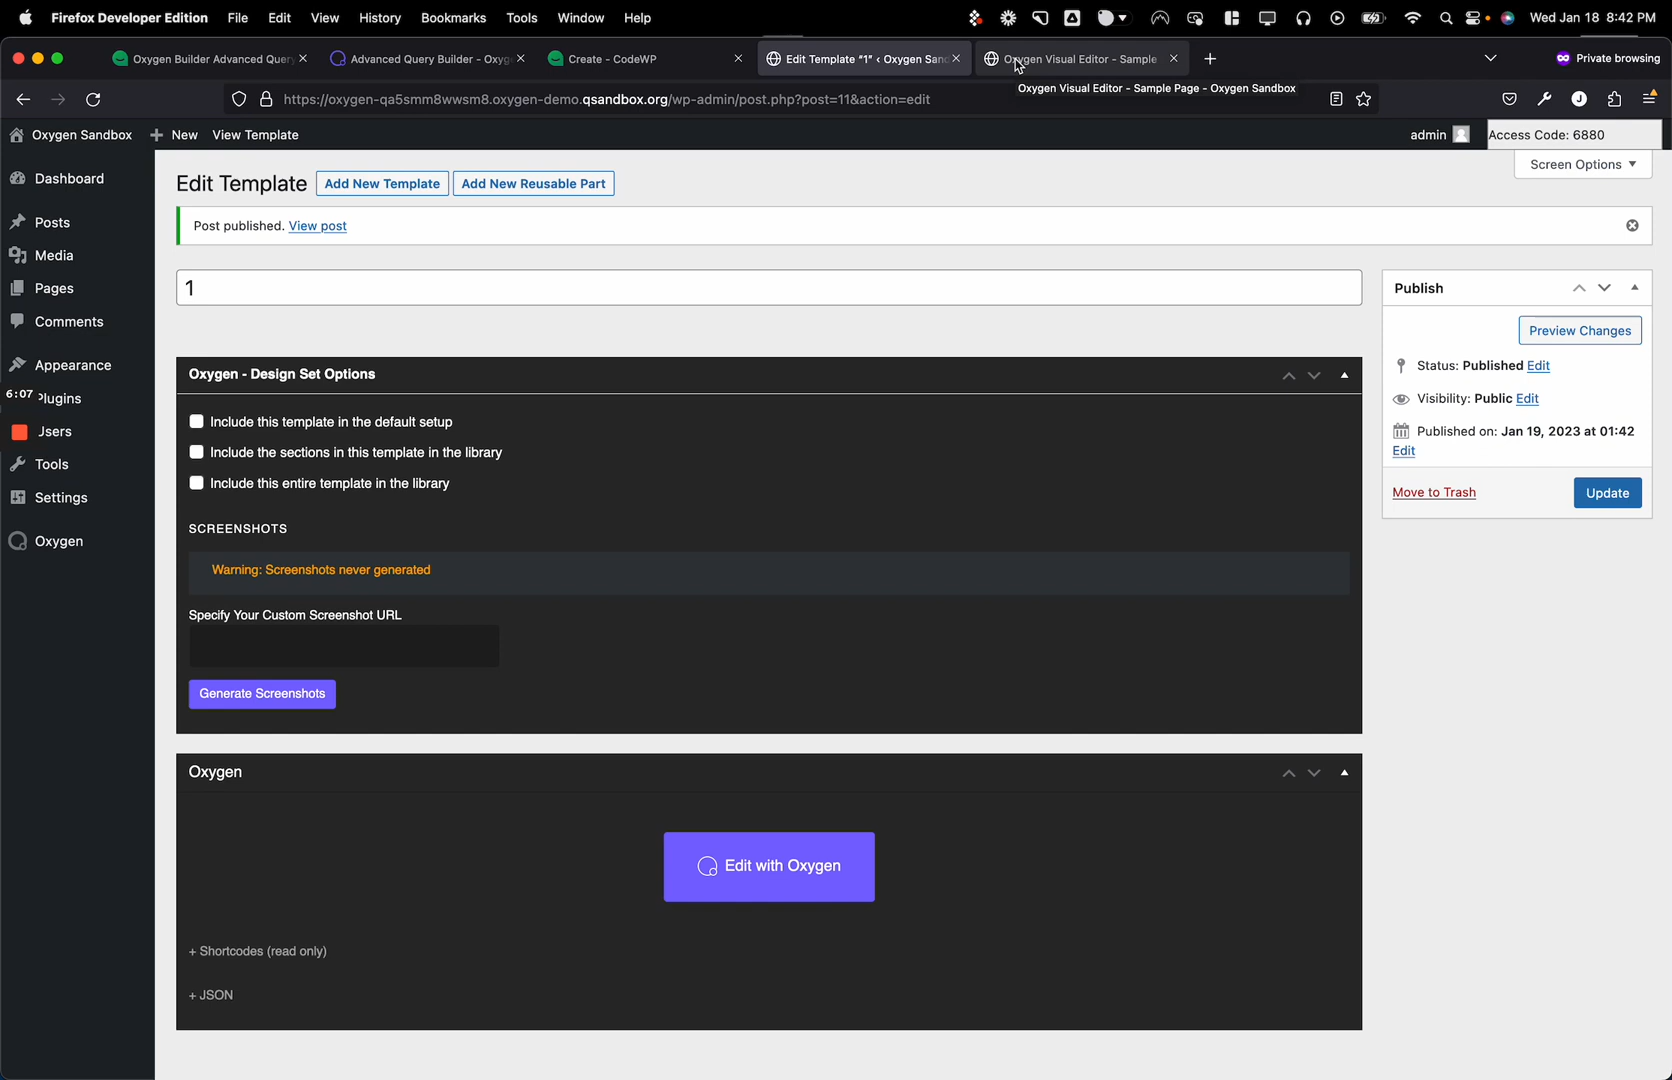 Firefox Developer Edition File Edit View History Bookmarks Tools Window Help Wed Jan 18 8:42 PM
Oxygen Builder Advanced Query Advanced Query Builder - Oxyg Create - CodeWP Edit Template "1" ‹ Oxygen Sand Oxygen Visual Editor - Sample Private browsing
https://oxygen-qa5smm8wwsm8.oxygen-demo.qsandbox.org/wp-admin/post.php?post=11&action=edit
Oxygen Visual Editor - Sample Page - Oxygen Sandbox
Oxygen Sandbox New View Template admin Access Code: 6880
Screen Options
Dashboard
Posts
Media
Pages
Comments
Appearance
6:07 Plugins
Jsers
Tools
Settings
Oxygen
Edit Template Add New Template Add New Reusable Part
Post published. View post
1
Oxygen - Design Set Options
Include this template in the default setup
Include the sections in this template in the library
Include this entire template in the library
SCREENSHOTS
Warning: Screenshots never generated
Specify Your Custom Screenshot URL
Generate Screenshots
Oxygen
Edit with Oxygen
+ Shortcodes (read only)
+ JSON
Publish
Preview Changes
Status: Published Edit
Visibility: Public Edit
Published on: Jan 19, 2023 at 01:42
Edit
Move to Trash Update